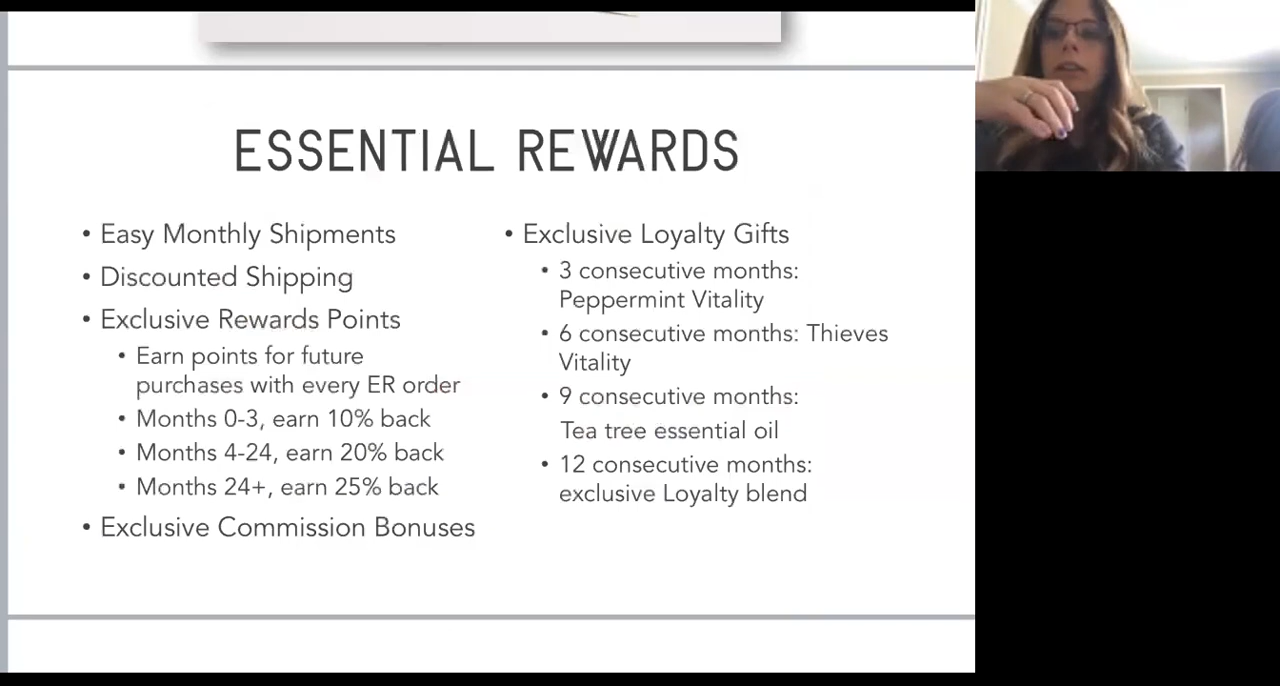 ESSENTIAL REWARDS
• Easy Monthly Shipments
• Discounted Shipping
• Exclusive Rewards Points
• Earn points for future
purchases with every ER order
• Months 0-3, earn 10% back
• Months 4-24, earn 20% back
• Months 24+, earn 25% back
• Exclusive Commission Bonuses
• Exclusive Loyalty Gifts
• 3 consecutive months:
Peppermint Vitality
• 6 consecutive months: Thieves
Vitality
• 9 consecutive months:
Tea tree essential oil
• 12 consecutive months:
exclusive Loyalty blend